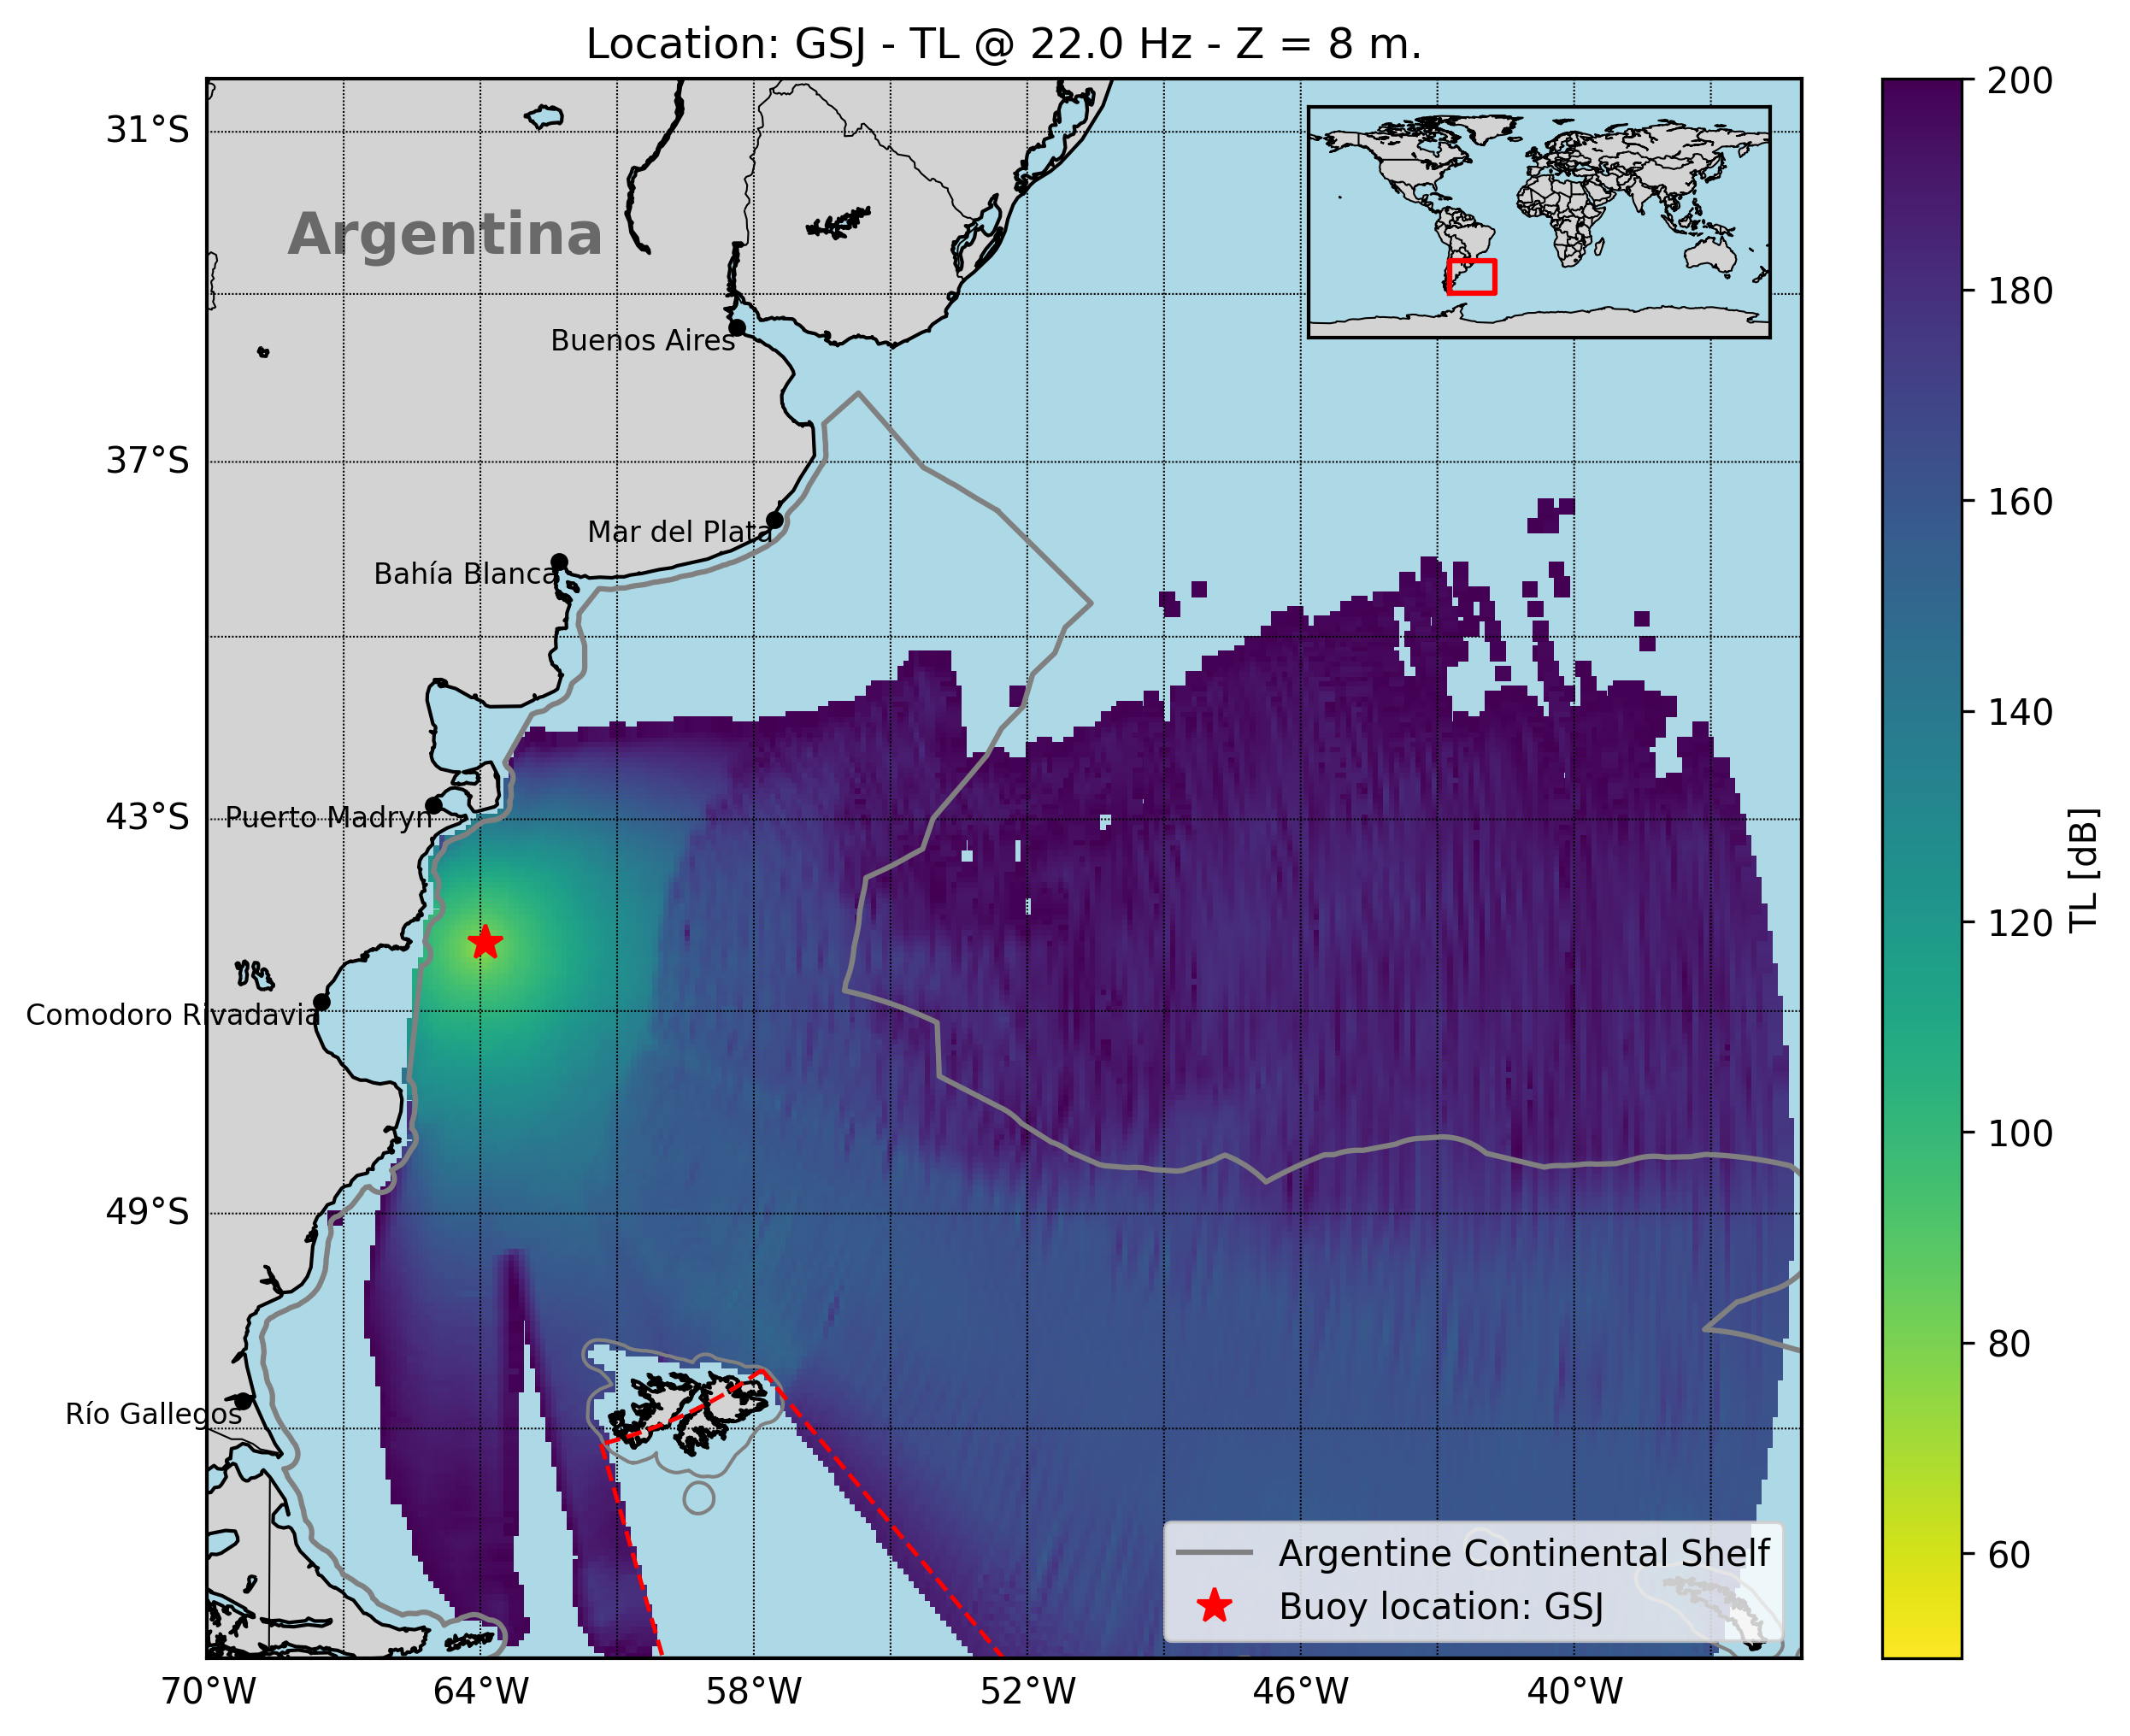 Location: GSJ - TL @ 22.0 Hz - Z = 8 m.
31°S
37°S
43°S
49°S
Argentina
Buenos Aires
Mar del Plata
Bahía Blanca
Puerto Madryn
Comodoro Rivadavia
Río Gallegos
Argentine Continental Shelf
Buoy location: GSJ
70°W
64°W
58°W
52°W
46°W
40°W
200
180
160
140
120
100
80
60
TL [dB]